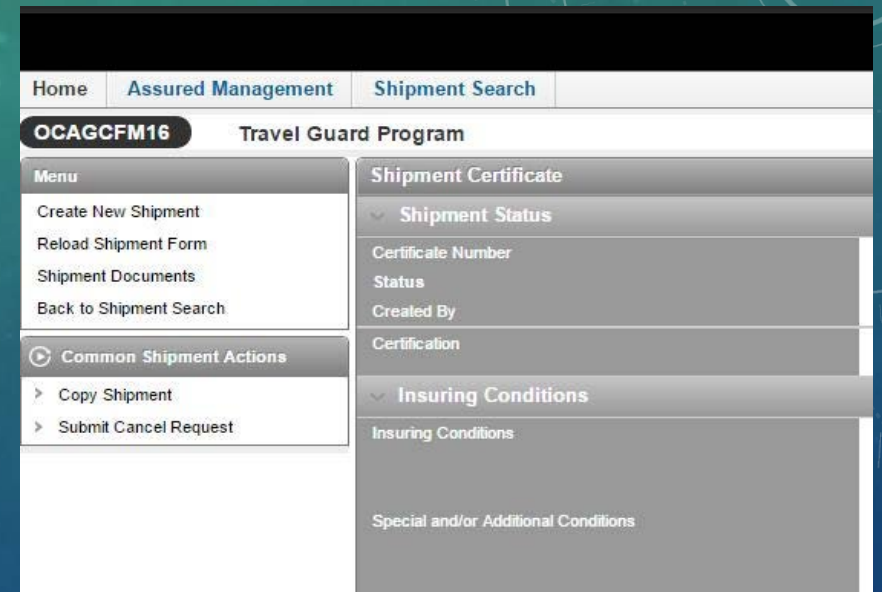 Home Assured Management Shipment Search
OCAGCFM16 Travel Guard Program
Menu
Create New Shipment
Reload Shipment Form
Shipment Documents
Back to Shipment Search
Common Shipment Actions
Copy Shipment
Submit Cancel Request
Shipment Certificate
Shipment Status
Certificate Number
Status
Created By
Certification
Insuring Conditions
Insuring Conditions
Special and/or Additional Conditions